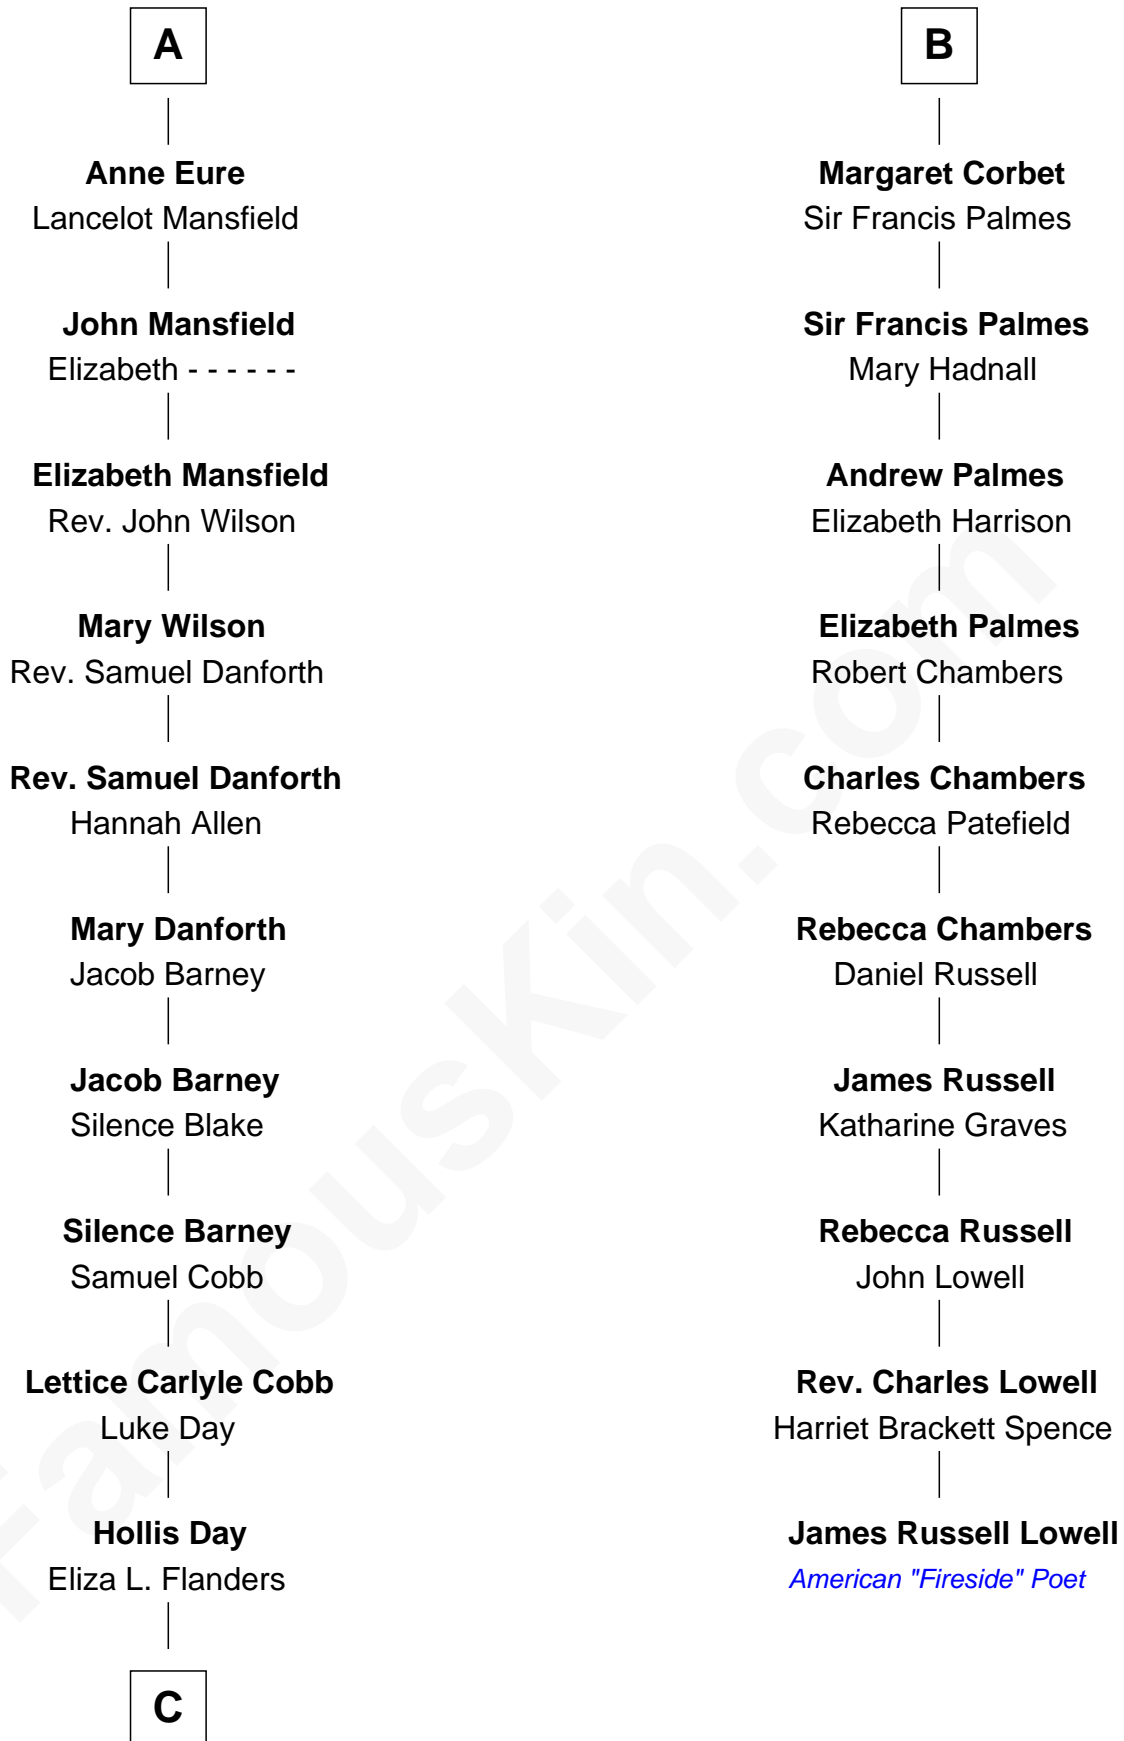 A
Anne Eure
Lancelot Mansfield
John Mansfield
Elizabeth - - - - - -
Elizabeth Mansfield
Rev. John Wilson
Mary Wilson
Rev. Samuel Danforth
Rev. Samuel Danforth
Hannah Allen
Mary Danforth
Jacob Barney
Jacob Barney
Silence Blake
Silence Barney
Samuel Cobb
Lettice Carlyle Cobb
Luke Day
Hollis Day
Eliza L. Flanders
C
B
Margaret Corbet
Sir Francis Palmes
Sir Francis Palmes
Mary Hadnall
Andrew Palmes
Elizabeth Harrison
Elizabeth Palmes
Robert Chambers
Charles Chambers
Rebecca Patefield
Rebecca Chambers
Daniel Russell
James Russell
Katharine Graves
Rebecca Russell
John Lowell
Rev. Charles Lowell
Harriet Brackett Spence
James Russell Lowell
American "Fireside" Poet
FamousKin.com